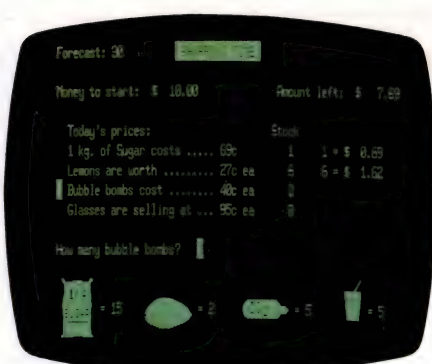 Forecast: 30
Money to start: $ 10.00 Amount left: $ 7.69
Today's prices: Stock
1 kg. of Sugar costs ..... 69c 1 1 = $ 0.69
Lemons are worth ......... 27c ea 6 6 = $ 1.62
Bubble bombs cost ........ 40c ea 0
Glasses are selling at ... 95c ea 0
How many bubble bombs?
= 15 = 2 = 5 = 5